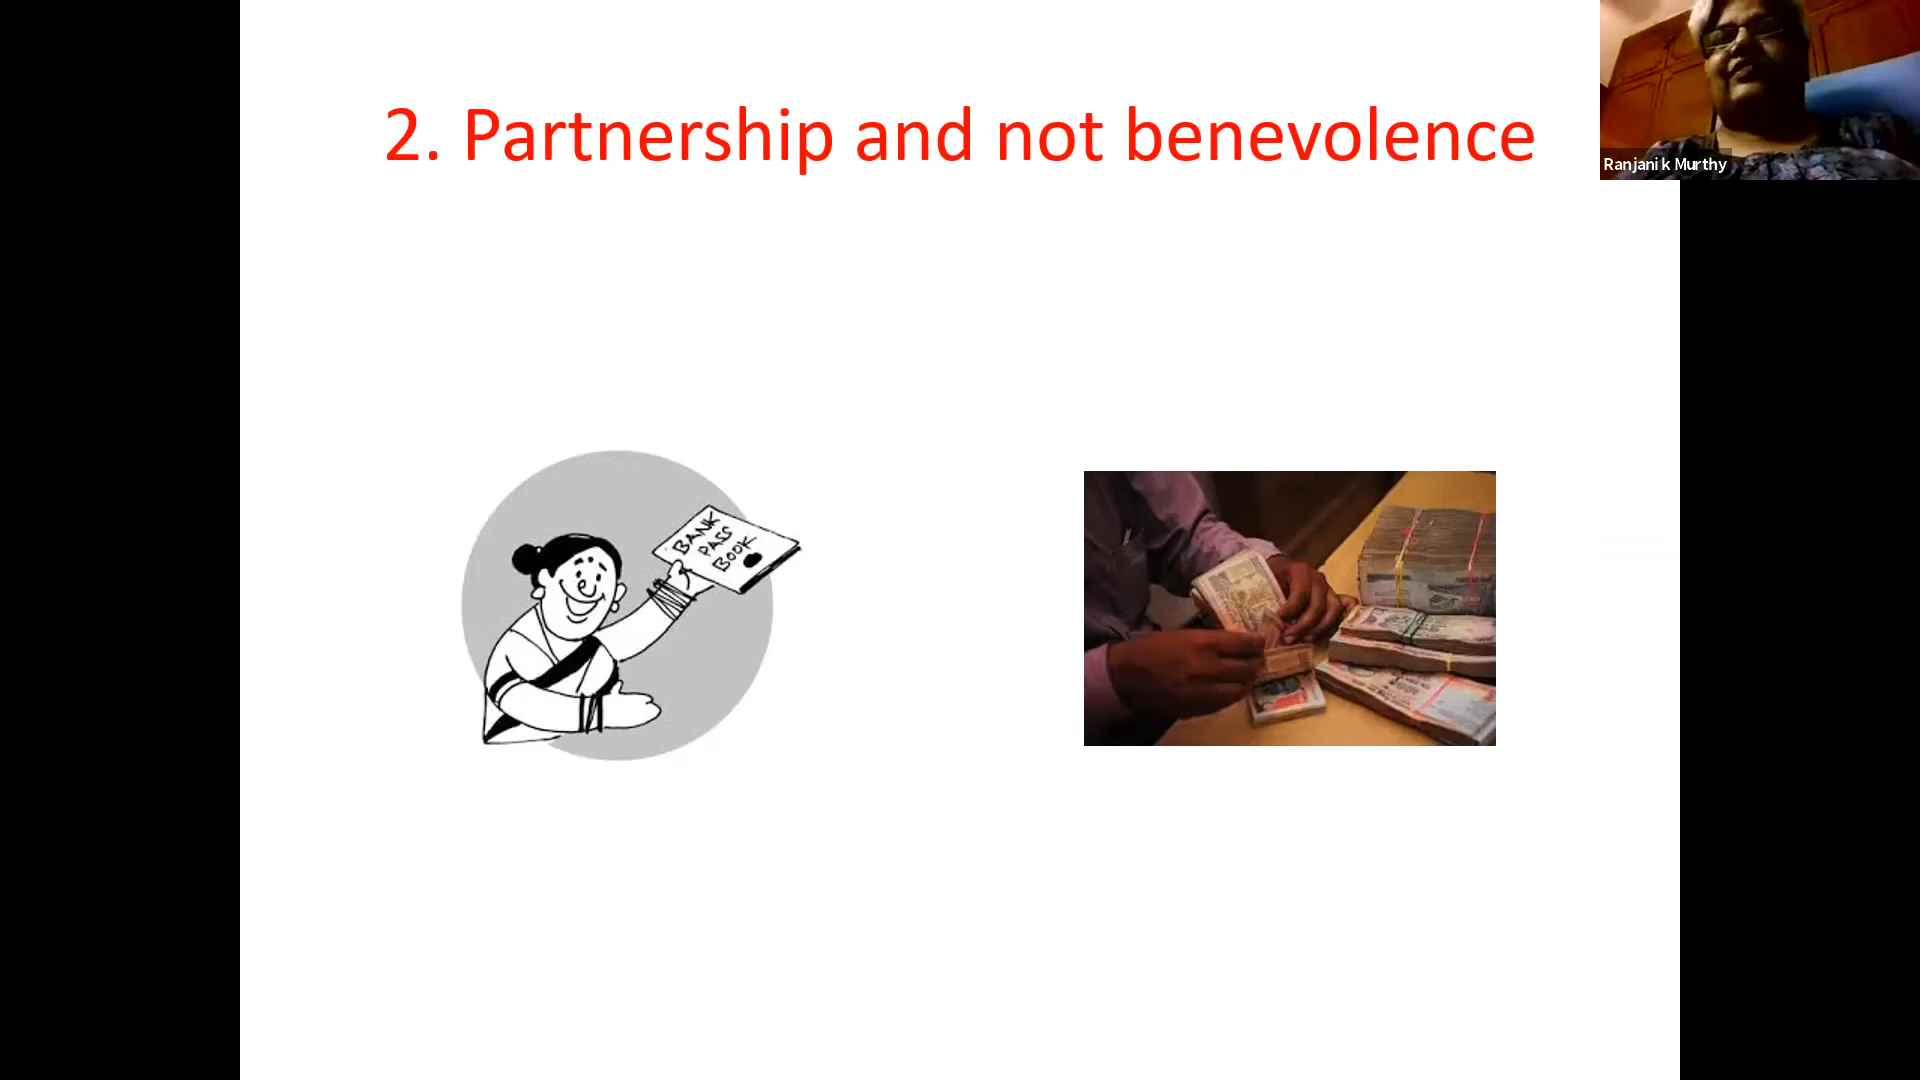 2. Partnership and not benevolence
Ranjani k Murthy
BANK
PASS
BOOK